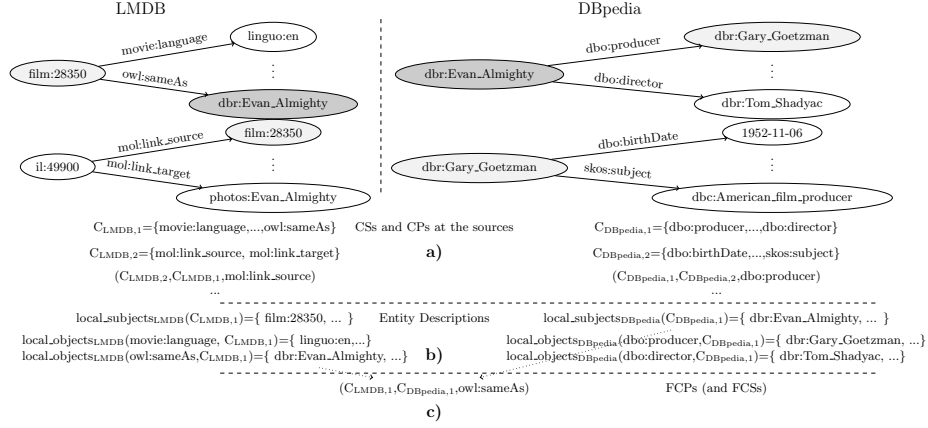 LMDB
DBpedia
movie:language
linguo:en
film:28350
⋮
owl:sameAs
dbr:Evan_Almighty
mol:link_source
film:28350
il:49900
⋮
mol:link_target
photos:Evan_Almighty
dbo:producer
dbr:Gary_Goetzman
dbr:Evan_Almighty
⋮
dbo:director
dbr:Tom_Shadyac
dbo:birthDate
1952-11-06
dbr:Gary_Goetzman
⋮
skos:subject
dbc:American_film_producer
C_LMDB,1={movie:language,...,owl:sameAs}
CSs and CPs at the sources
C_DBpedia,1={dbo:producer,...,dbo:director}
C_LMDB,2={mol:link_source, mol:link_target}
a)
C_DBpedia,2={dbo:birthDate,...,skos:subject}
(C_LMDB,2,C_LMDB,1,mol:link_source)
(C_DBpedia,1,C_DBpedia,2,dbo:producer)
...
...
local_subjects_LMDB(C_LMDB,1)={ film:28350, ... }
Entity Descriptions
local_subjects_DBpedia(C_DBpedia,1)={ dbr:Evan_Almighty, ... }
local_objects_LMDB(movie:language, C_LMDB,1)={ linguo:en,...}
local_objects_DBpedia(dbo:producer,C_DBpedia,1)={ dbr:Gary_Goetzman, ...}
local_objects_LMDB(owl:sameAs,C_LMDB,1)={ dbr:Evan_Almighty, ...}
b)
local_objects_DBpedia(dbo:director,C_DBpedia,1)={ dbr:Tom_Shadyac, ...}
(C_LMDB,1,C_DBpedia,1,owl:sameAs)
FCPs (and FCSs)
c)